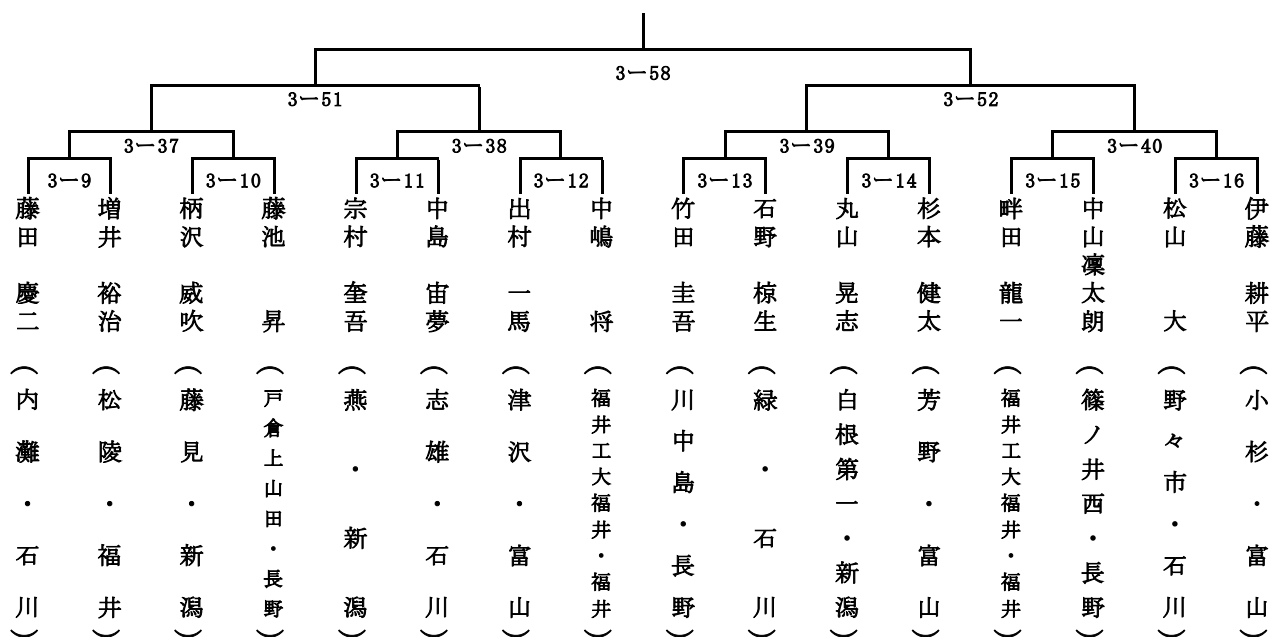 3ー58
3ー51
3ー52
3ー37
3ー38
3ー39
3ー40
3ー9
3ー10
3ー11
3ー12
3ー13
3ー14
3ー15
3ー16
藤田 慶二(内灘・石川)
増井 裕治(松陵・福井)
柄沢 威吹(藤見・新潟)
藤池 昇(戸倉上山田・長野)
宗村 奎吾(燕・新潟)
中島 宙夢(志雄・石川)
出村 一馬(津沢・富山)
中嶋 将(福井工大福井・福井)
竹田 圭吾(川中島・長野)
石野 椋生(緑・石川)
丸山 晃志(白根第一・新潟)
杉本 健太(芳野・富山)
畔田 龍一(福井工大福井・福井)
中山凛太朗(篠ノ井西・長野)
松山 大(野々市・石川)
伊藤 耕平(小杉・富山)